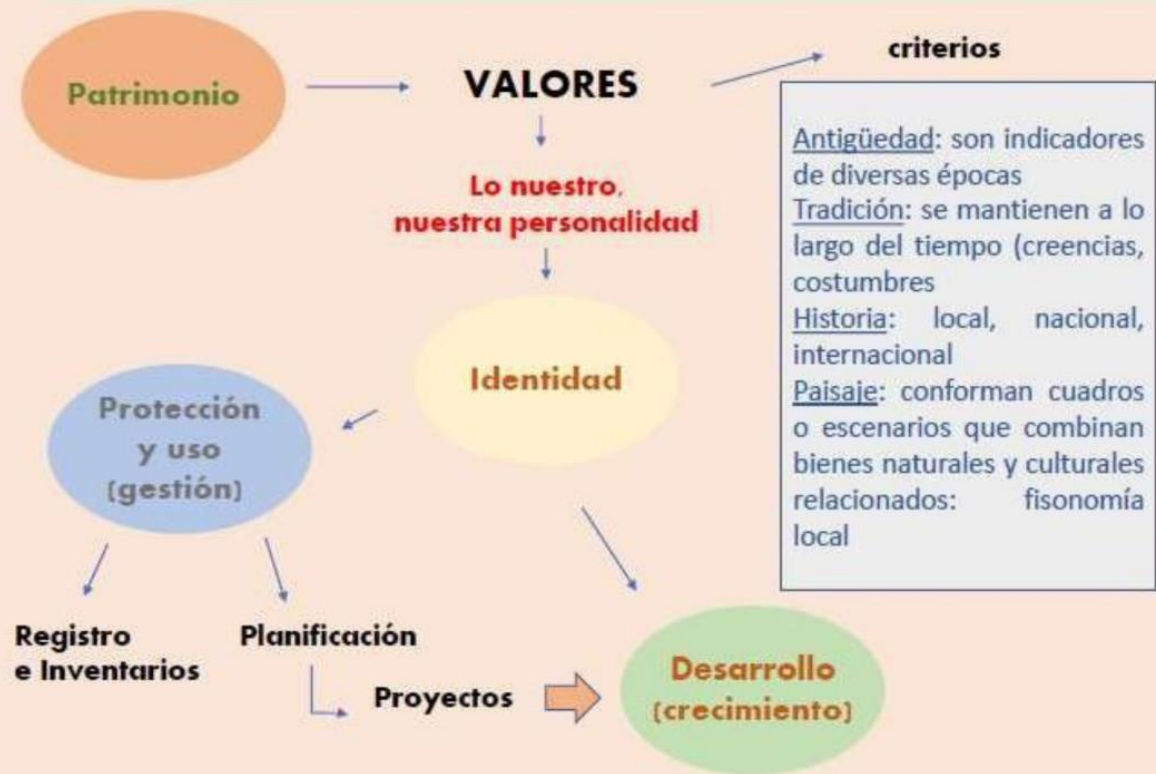 Patrimonio
VALORES
criterios
Lo nuestro,
nuestra personalidad
Antigüedad: son indicadores
de diversas épocas
Tradición: se mantienen a lo
largo del tiempo (creencias,
costumbres
Historia: local, nacional,
internacional
Paisaje: conforman cuadros
o escenarios que combinan
bienes naturales y culturales
relacionados: fisonomía
local
Identidad
Protección
y uso
(gestión)
Registro
e Inventarios
Planificación
Proyectos
Desarrollo
(crecimiento)